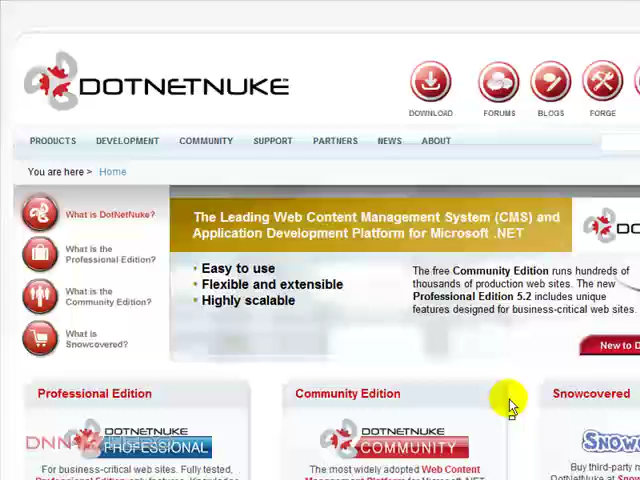 DOTNETNUKE
DOWNLOAD
FORUMS
BLOGS
FORGE
PRODUCTS
DEVELOPMENT
COMMUNITY
SUPPORT
PARTNERS
NEWS
ABOUT
You are here > Home
What is DotNetNuke?
What is the
Professional Edition?
What is the
Community Edition?
What is
Snowcovered?
The Leading Web Content Management System (CMS) and
Application Development Platform for Microsoft .NET
• Easy to use
• Flexible and extensible
• Highly scalable
The free Community Edition runs hundreds of
thousands of production web sites. The new
Professional Edition 5.2 includes unique
features designed for business-critical web sites.
New to D
Professional Edition
DOTNETNUKE
PROFESSIONAL
For business-critical web sites. Fully tested,
Community Edition
DOTNETNUKE
COMMUNITY
The most widely adopted Web Content
Snowcovered
Buy third-party